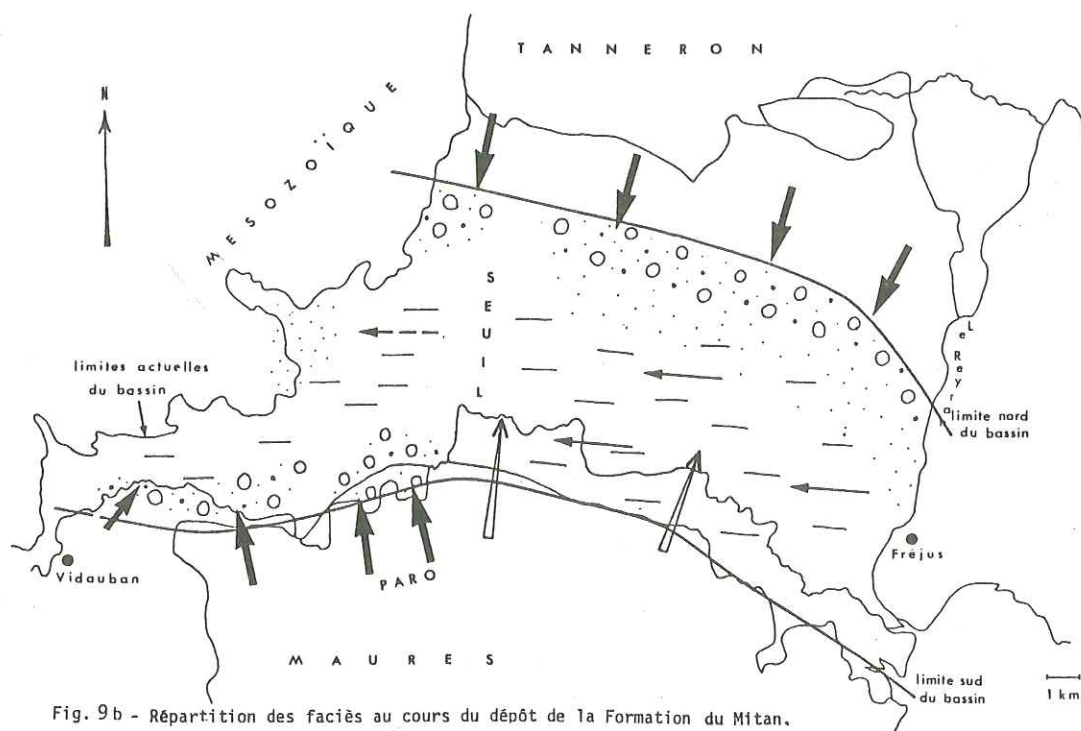 TANNERON
N
MESOZOÏQUE
SEUIL
Le Reyran
limites actuelles
du bassin
limite nord
du bassin
Fréjus
Vidauban
PARO
MAURES
limite sud
du bassin
1 km
Fig. 9b - Répartition des faciès au cours du dépôt de la Formation du Mitan.